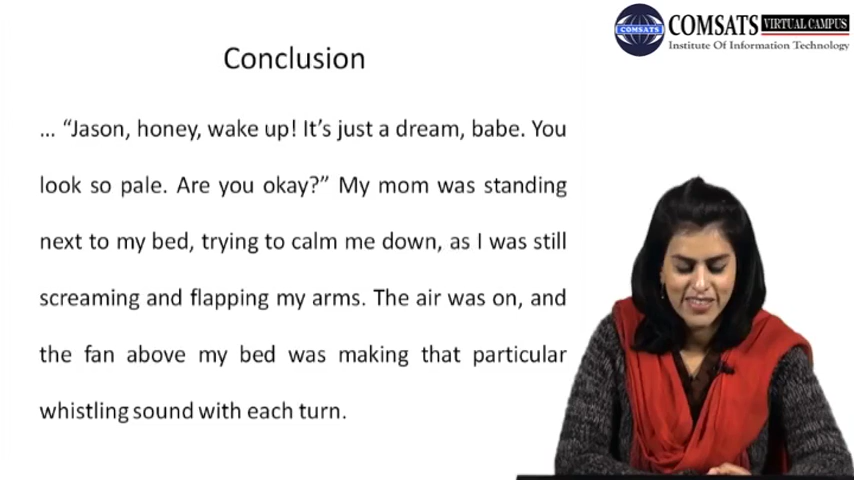 COMSATS
COMSATS VIRTUAL CAMPUS
Institute Of Information Technology
Conclusion
... “Jason, honey, wake up! It’s just a dream, babe. You
look so pale. Are you okay?” My mom was standing
next to my bed, trying to calm me down, as I was still
screaming and flapping my arms. The air was on, and
the fan above my bed was making that particular
whistling sound with each turn.